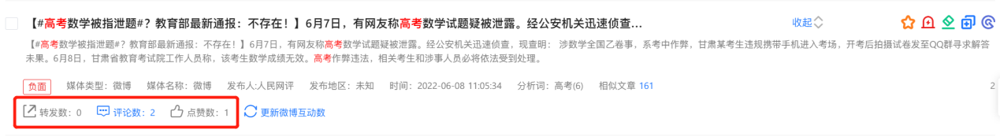 【#高考数学被指泄题#？教育部最新通报：不存在！】6月7日，有网友称高考数学试题疑被泄露。经公安机关迅速侦查... 收起
【#高考数学被指泄题#？教育部最新通报：不存在！】6月7日，有网友称高考数学试题疑被泄露。经公安机关迅速侦查，现查明： 涉数学全国乙卷事，系考中作弊，甘肃某考生违规携带手机进入考场，开考后拍摄试卷发至QQ群寻求解答
未果。6月8日，甘肃省教育考试院工作人员称，该考生数学成绩无效。高考作弊违法，相关考生和涉事人员必将依法受到处理。
负面 媒体类型：微博 媒体名称：微博 发布人:人民网评 发布地区：未知 时间：2022-06-08 11:05:34 分析词：高考(6) 相似文章 161 2
转发数：0 评论数：2 点赞数：1 更新微博互动数